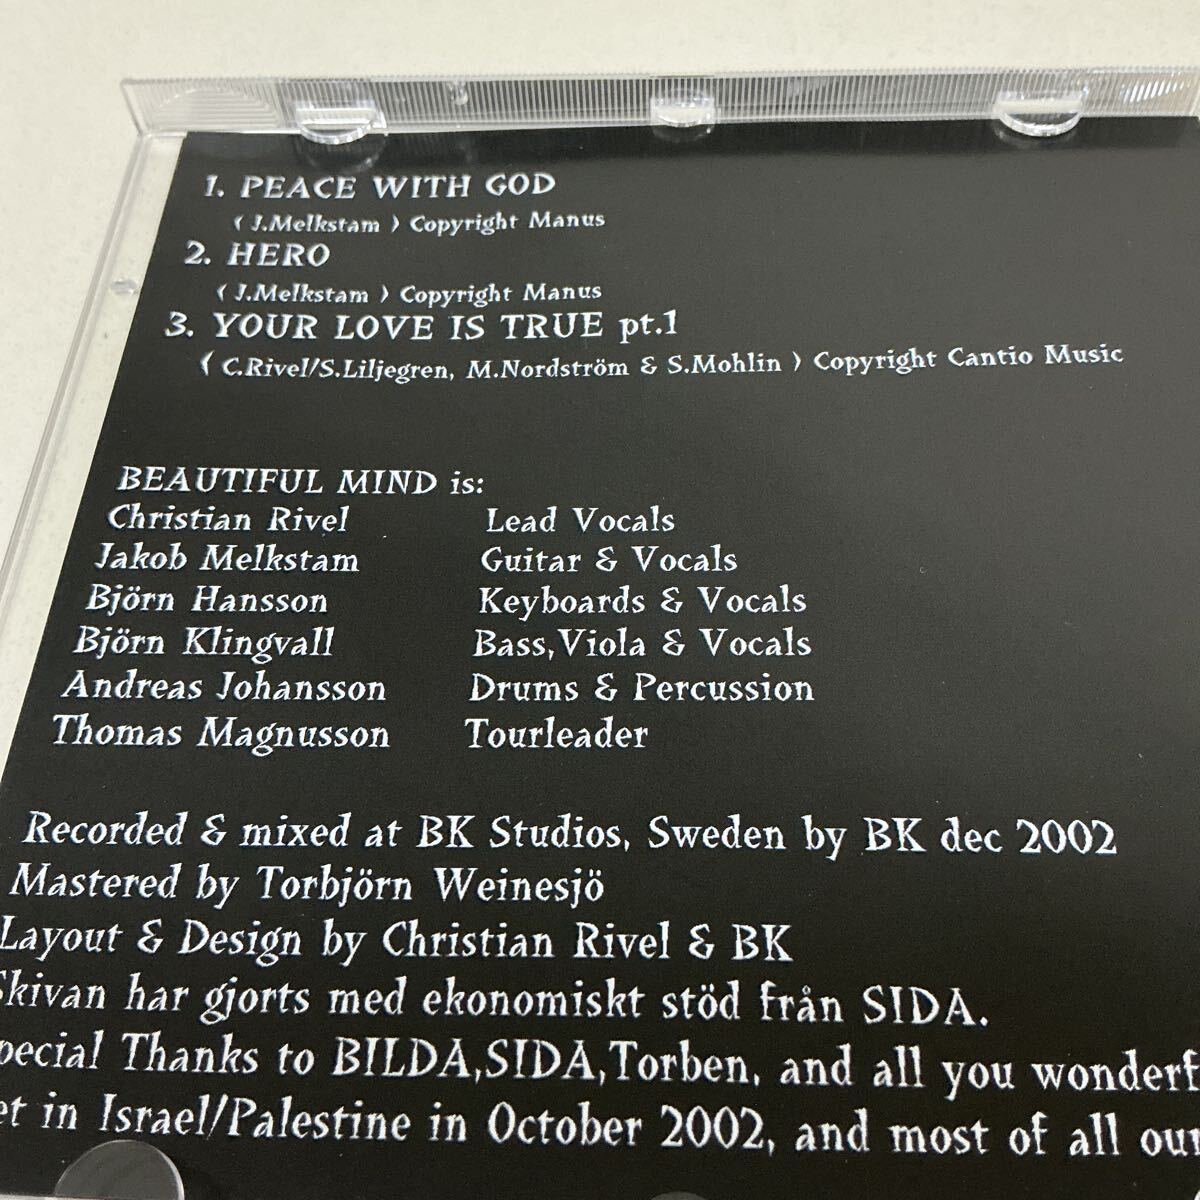 1. PEACE WITH GOD
( J.Melkstam ) Copyright Manus
2. HERO
( J.Melkstam ) Copyright Manus
3. YOUR LOVE IS TRUE pt.1
( C.Rivel/S.Liljegren, M.Nordström & S.Mohlin ) Copyright Cantio Music
BEAUTIFUL MIND is:
Christian Rivel Lead Vocals
Jakob Melkstam Guitar & Vocals
Björn Hansson Keyboards & Vocals
Björn Klingvall Bass,Viola & Vocals
Andreas Johansson Drums & Percussion
Thomas Magnusson Tourleader
Recorded & mixed at BK Studios, Sweden by BK dec 2002
Mastered by Torbjörn Weinesjö
Layout & Design by Christian Rivel & BK
Skivan har gjorts med ekonomiskt stöd från SIDA.
pecial Thanks to BILDA,SIDA,Torben, and all you wonderf
et in Israel/Palestine in October 2002, and most of all our